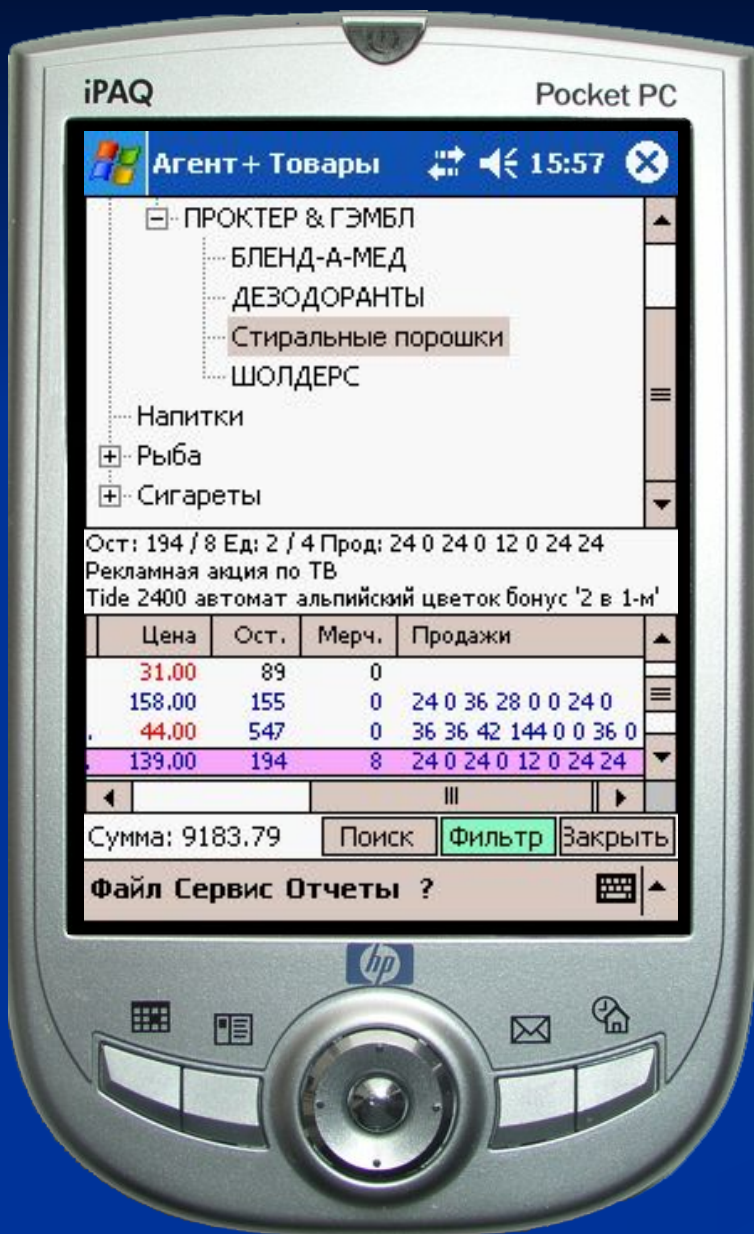 iPAQ Pocket PC
Агент+ Товары 15:57
ПРОКТЕР & ГЭМБЛ
БЛЕНД-А-МЕД
ДЕЗОДОРАНТЫ
Стиральные порошки
ШОЛДЕРС
Напитки
Рыба
Сигареты
Ост: 194 / 8 Ед: 2 / 4 Прод: 24 0 24 0 12 0 24 24
Рекламная акция по ТВ
Tide 2400 автомат альпийский цветок бонус '2 в 1-м'
Цена Ост. Мерч. Продажи
31.00 89 0
158.00 155 0 24 0 36 28 0 0 24 0
. 44.00 547 0 36 36 42 144 0 0 36 0
. 139.00 194 8 24 0 24 0 12 0 24 24
Сумма: 9183.79 Поиск Фильтр Закрыть
Файл Сервис Отчеты ?
hp